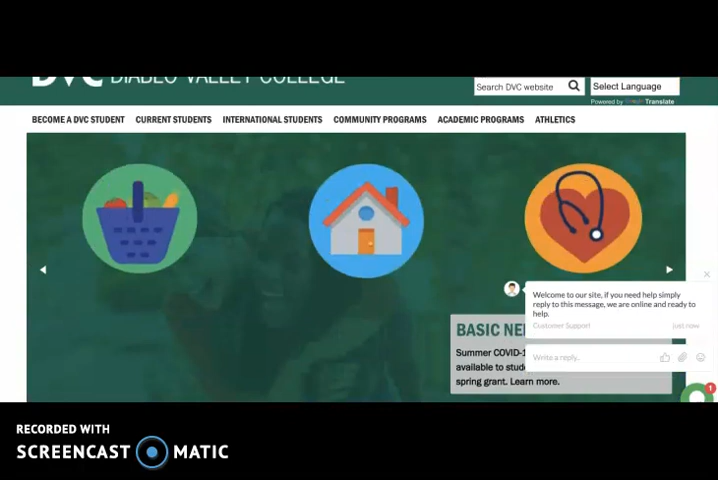 DVC DIABLO VALLEY COLLEGE
Search DVC website
Select Language
Powered by Translate
BECOME A DVC STUDENT CURRENT STUDENTS INTERNATIONAL STUDENTS COMMUNITY PROGRAMS ACADEMIC PROGRAMS ATHLETICS
Welcome to our site, if you need help simply
reply to this message, we are online and ready to
help.
Customer Support just now
Write a reply..
1
BASIC NE
Summer COVID-1
available to stude
spring grant. Learn more.
RECORDED WITH
SCREENCAST MATIC